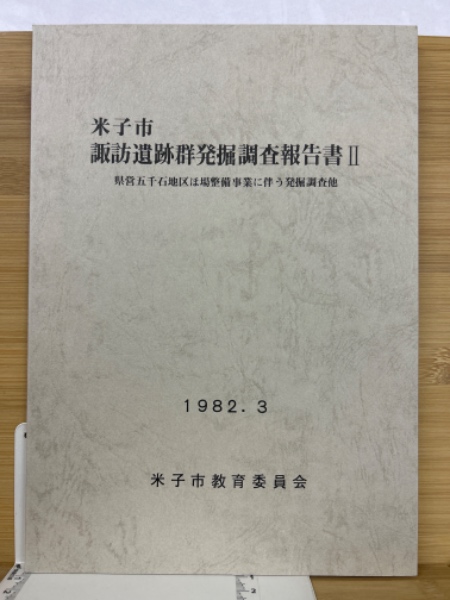 米子市
諏訪遺跡群発掘調査報告書Ⅱ
県営五千石地区ほ場整備事業に伴う発掘調査他
1982.3
米子市教育委員会